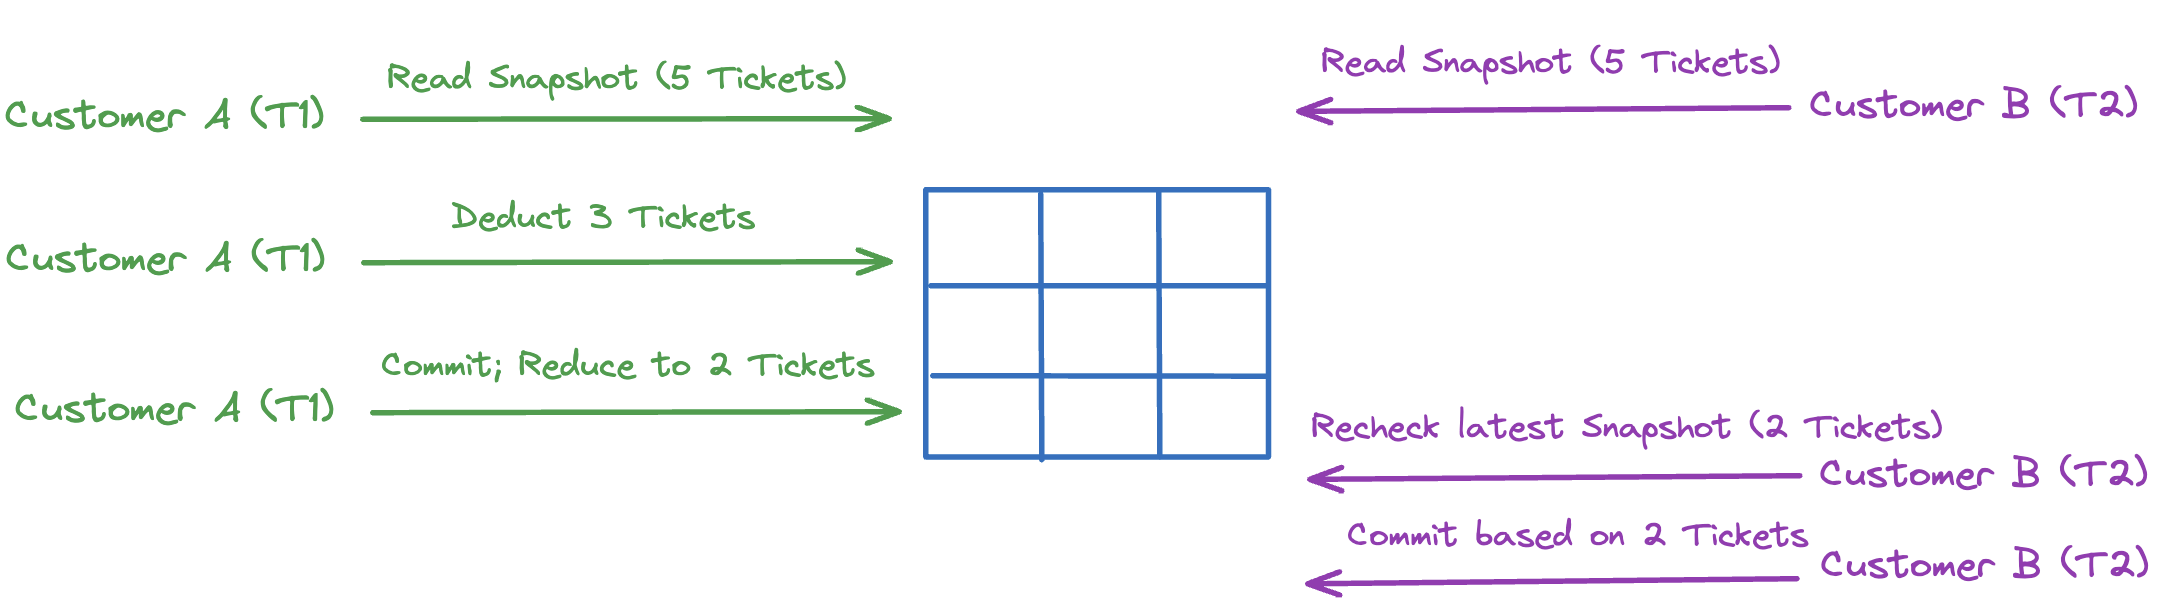 Read Snapshot (5 Tickets)
Customer A (T1)
Read Snapshot (5 Tickets)
Customer B (T2)
Deduct 3 Tickets
Customer A (T1)
Commit; Reduce to 2 Tickets
Customer A (T1)
Recheck latest Snapshot (2 Tickets)
Customer B (T2)
Commit based on 2 Tickets
Customer B (T2)